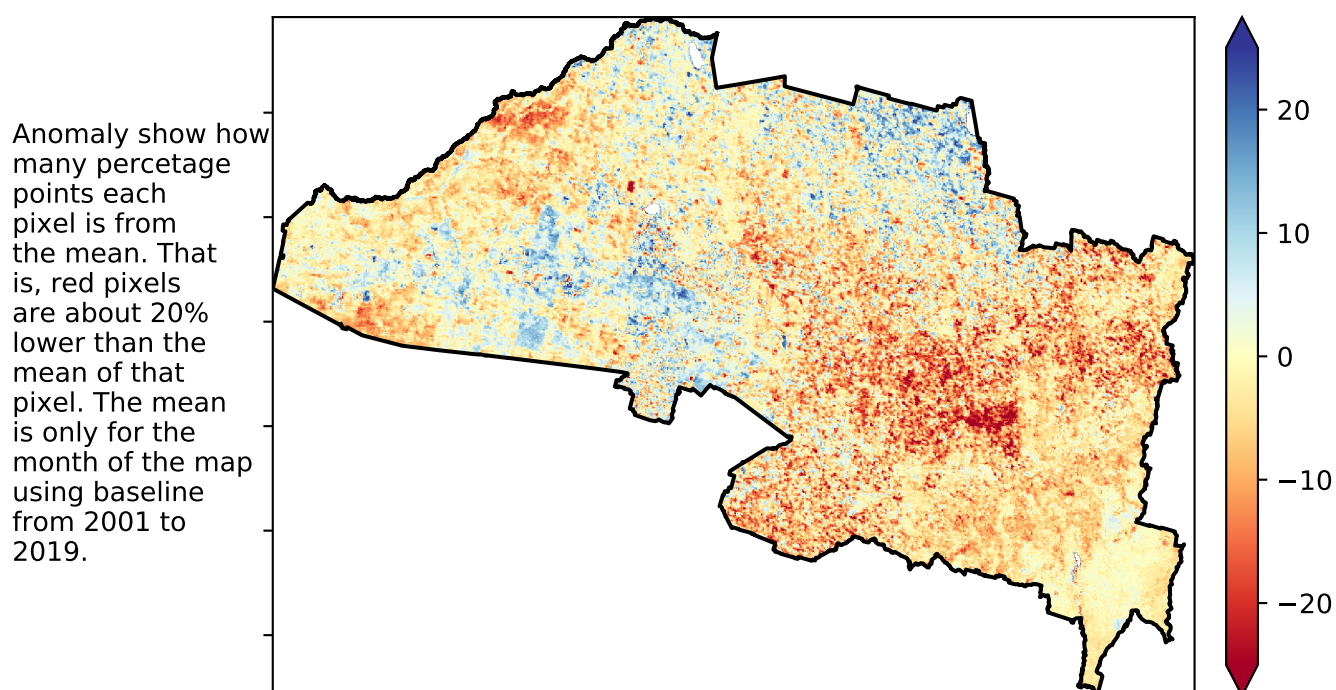 Anomaly show how
many percetage
points each
pixel is from
the mean. That
is, red pixels
are about 20%
lower than the
mean of that
pixel. The mean
is only for the
month of the map
using baseline
from 2001 to
2019.
20
10
0
−10
−20